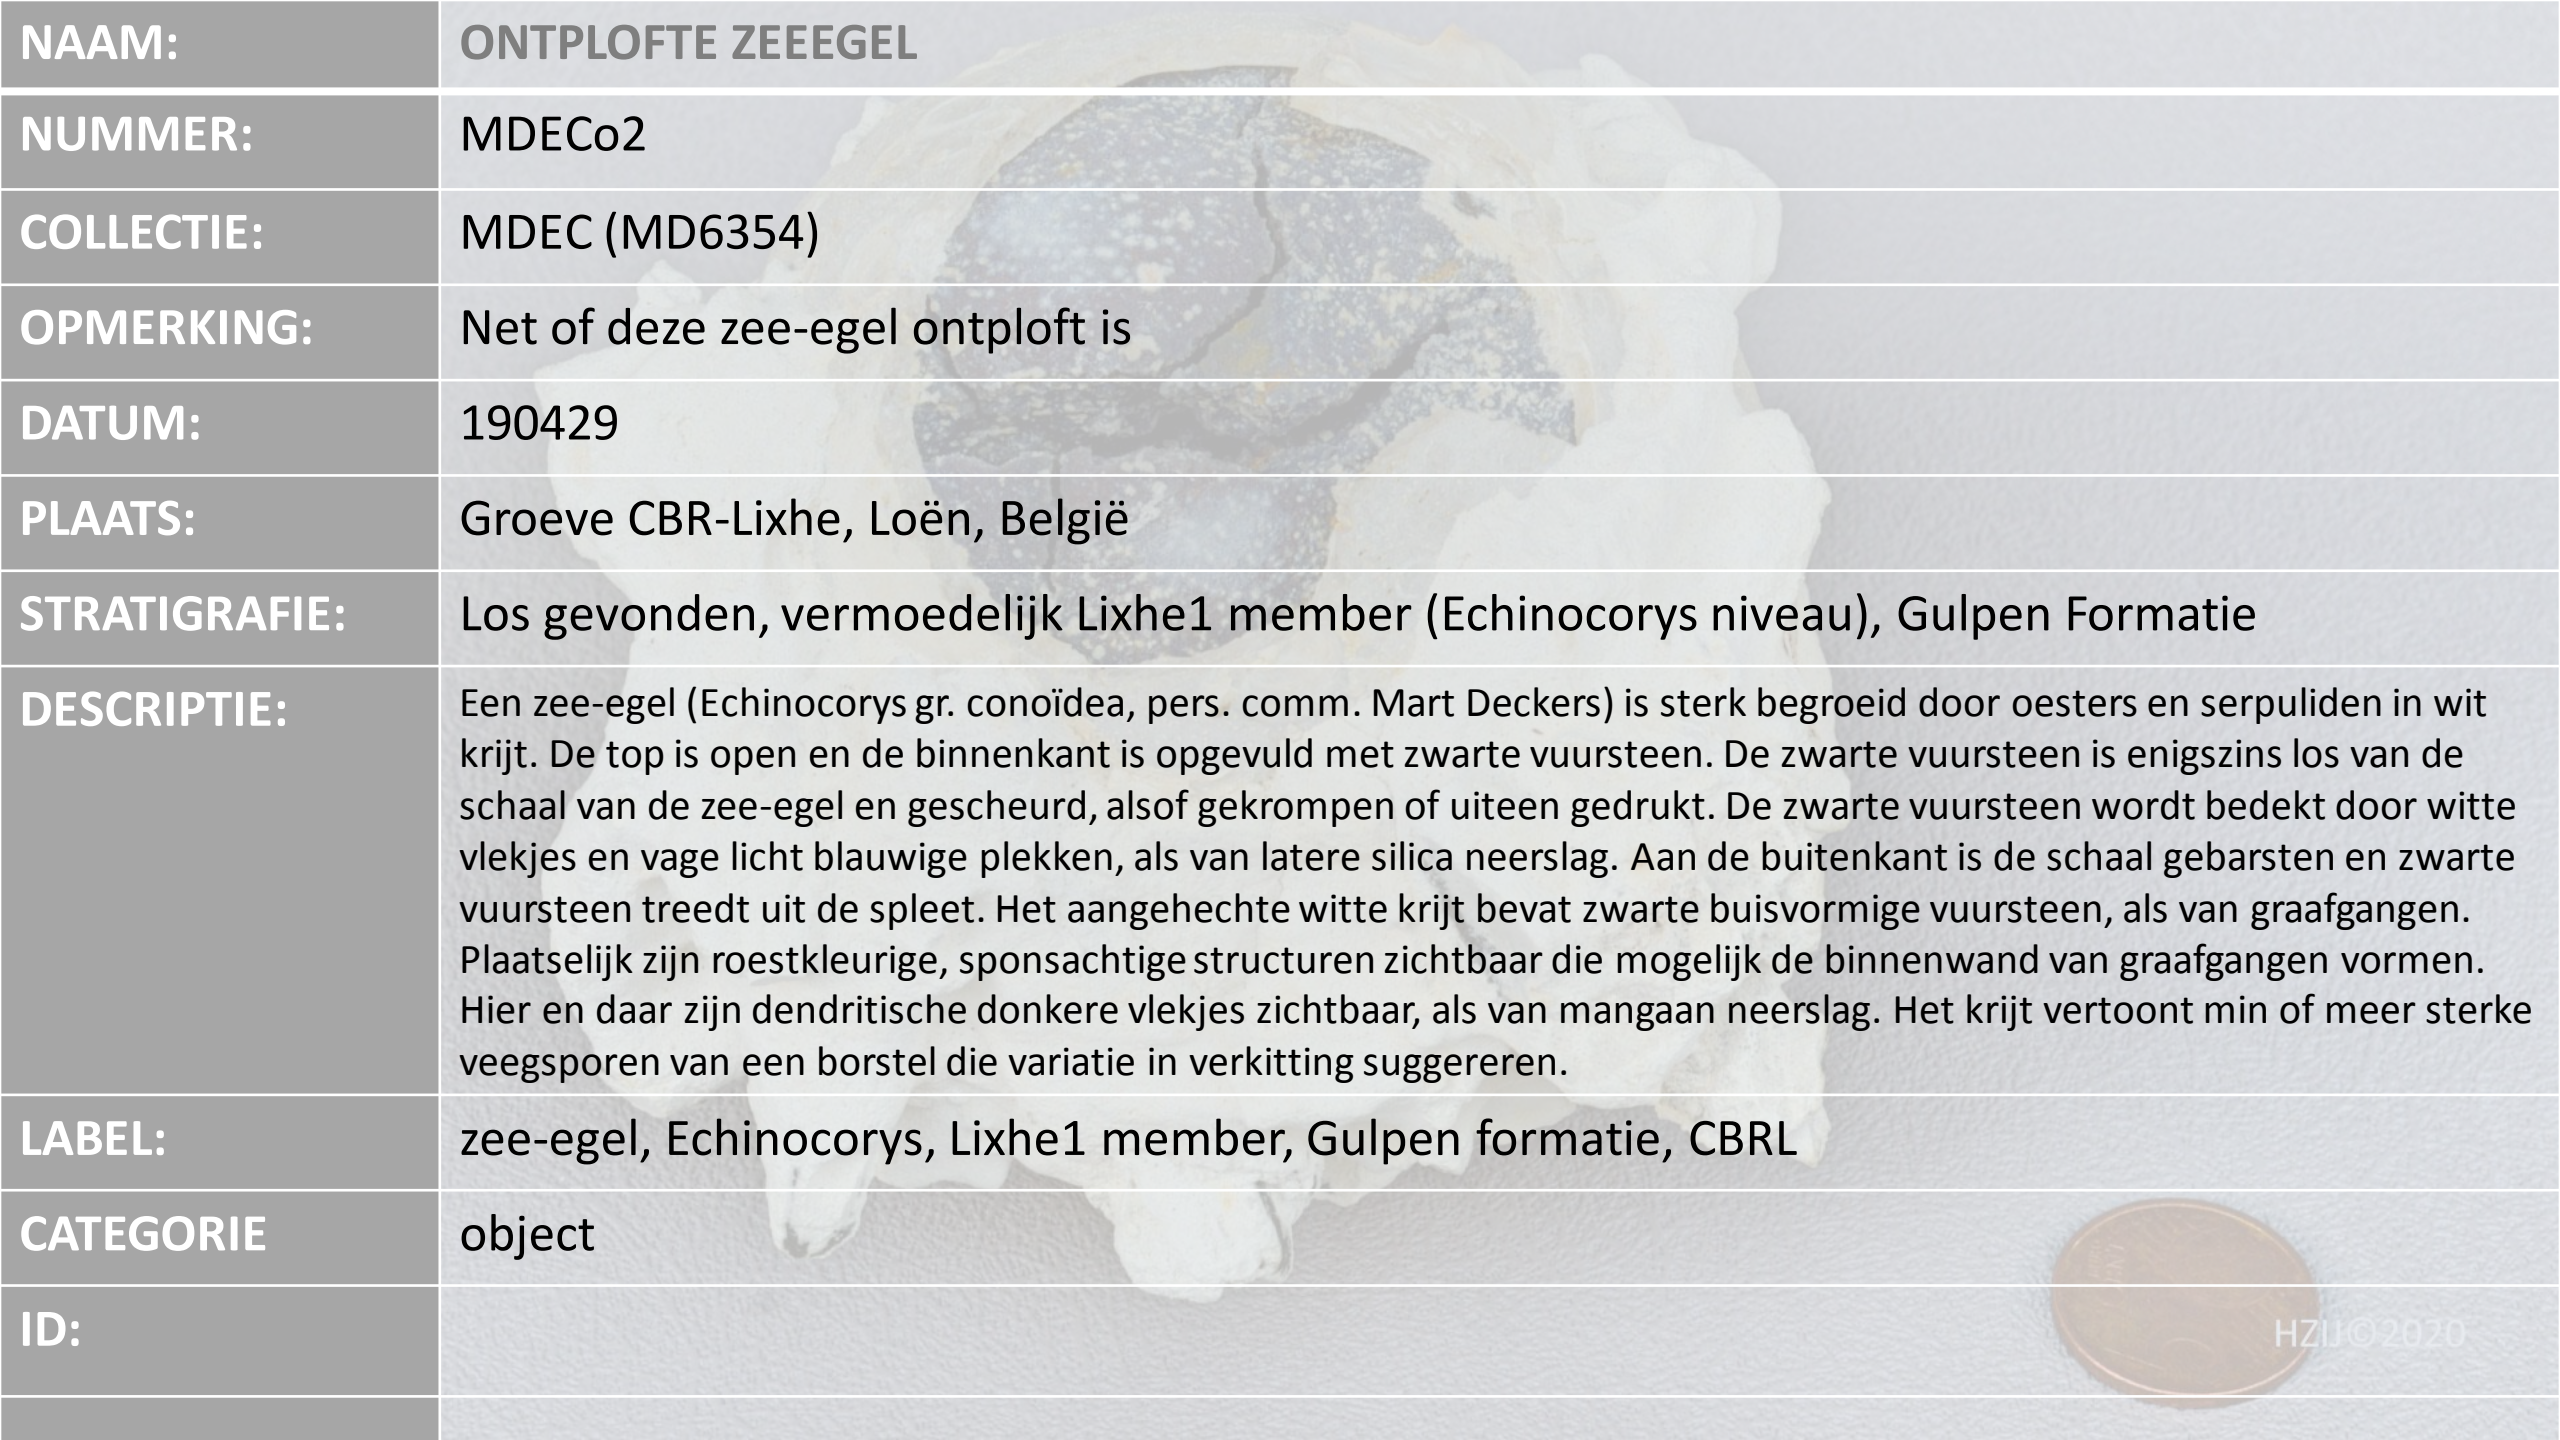 NAAM: ONTPLOFTE ZEEEGEL
NUMMER: MDECo2
COLLECTIE: MDEC (MD6354)
OPMERKING: Net of deze zee-egel ontploft is
DATUM: 190429
PLAATS: Groeve CBR-Lixhe, Loën, België
STRATIGRAFIE: Los gevonden, vermoedelijk Lixhe1 member (Echinocorys niveau), Gulpen Formatie
DESCRIPTIE: Een zee-egel (Echinocorys gr. conoïdea, pers. comm. Mart Deckers) is sterk begroeid door oesters en serpuliden in wit
krijt. De top is open en de binnenkant is opgevuld met zwarte vuursteen. De zwarte vuursteen is enigszins los van de
schaal van de zee-egel en gescheurd, alsof gekrompen of uiteen gedrukt. De zwarte vuursteen wordt bedekt door witte
vlekjes en vage licht blauwige plekken, als van latere silica neerslag. Aan de buitenkant is de schaal gebarsten en zwarte
vuursteen treedt uit de spleet. Het aangehechte witte krijt bevat zwarte buisvormige vuursteen, als van graafgangen.
Plaatselijk zijn roestkleurige, sponsachtige structuren zichtbaar die mogelijk de binnenwand van graafgangen vormen.
Hier en daar zijn dendritische donkere vlekjes zichtbaar, als van mangaan neerslag. Het krijt vertoont min of meer sterke
veegsporen van een borstel die variatie in verkitting suggereren.
LABEL: zee-egel, Echinocorys, Lixhe1 member, Gulpen formatie, CBRL
CATEGORIE object
ID:
HZIJ©2020